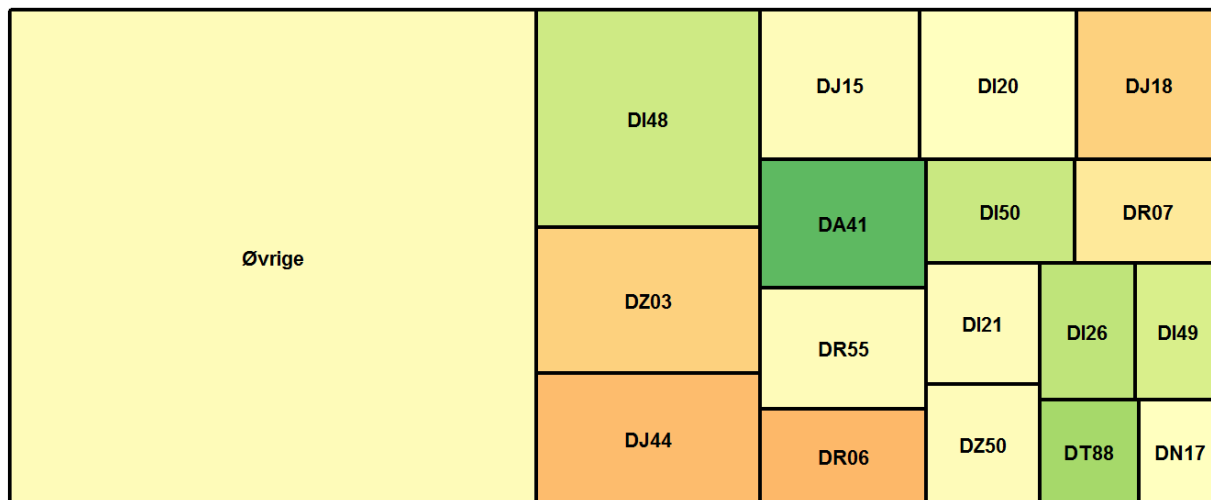 Øvrige
DI48
DZ03
DJ44
DJ15
DI20
DJ18
DA41
DI50
DR07
DR55
DI21
DI26
DI49
DR06
DZ50
DT88
DN17